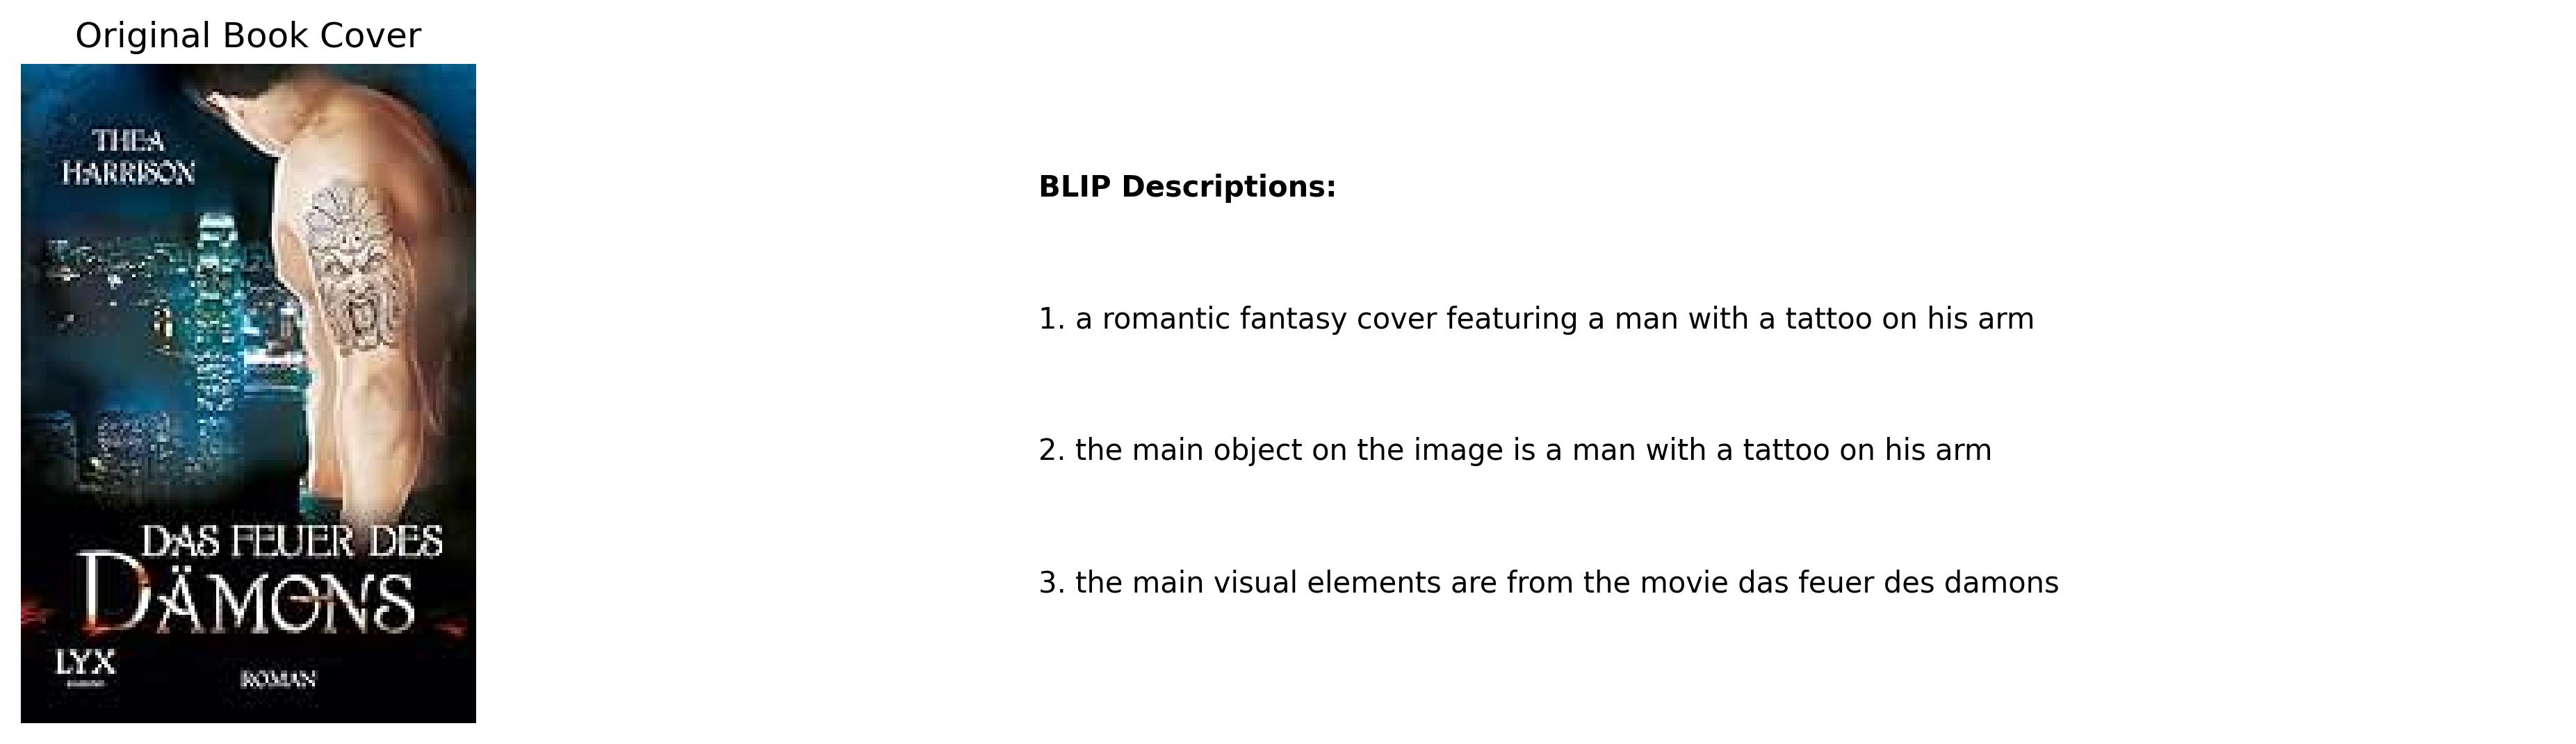 Original Book Cover
THEA
HARRISON
DAS FEUER DES
DÄMONS
LYX
ROMAN
BLIP Descriptions:
1. a romantic fantasy cover featuring a man with a tattoo on his arm
2. the main object on the image is a man with a tattoo on his arm
3. the main visual elements are from the movie das feuer des damons